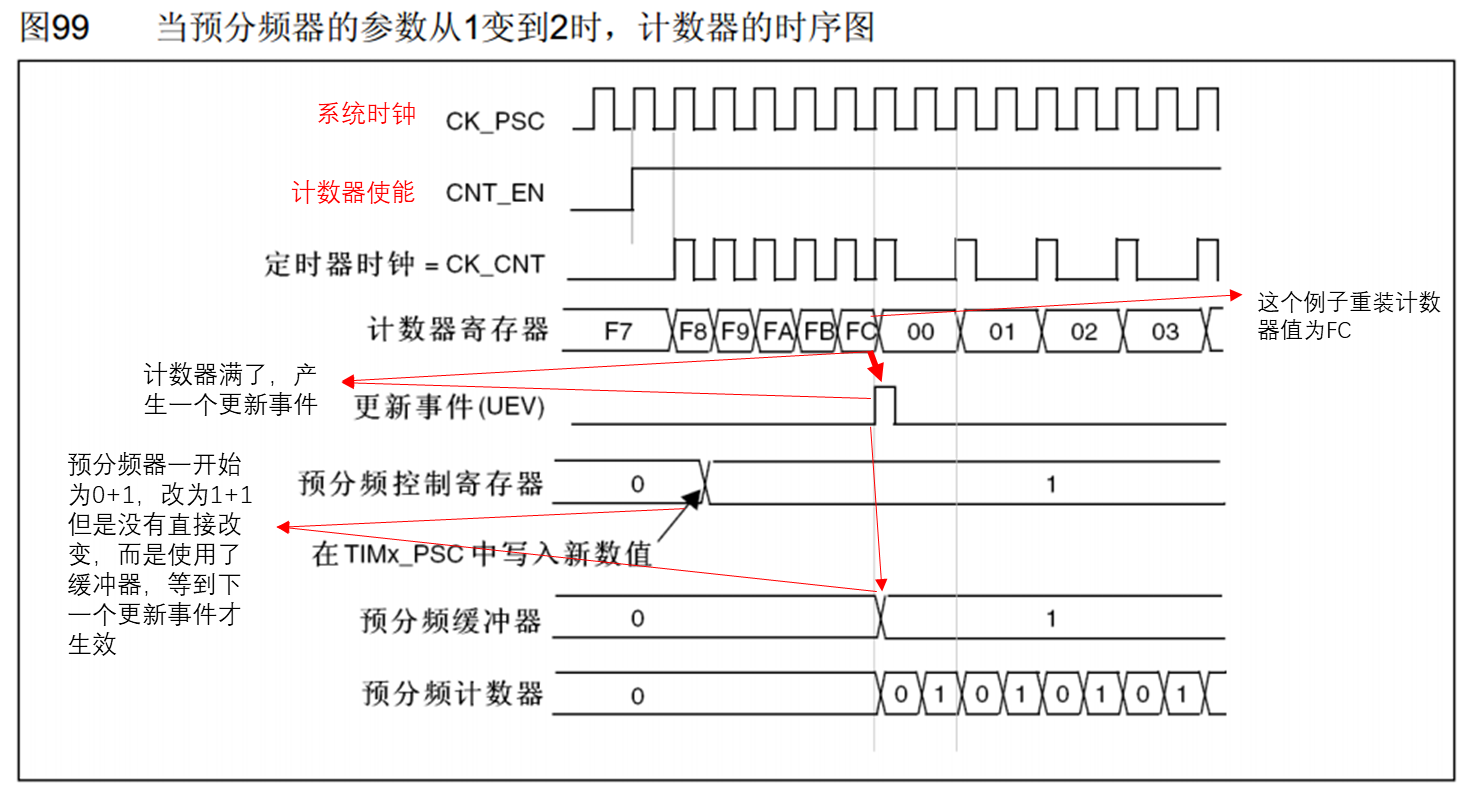 图99 当预分频器的参数从1变到2时，计数器的时序图
系统时钟 CK_PSC
计数器使能 CNT_EN
定时器时钟 = CK_CNT
计数器寄存器 F7 F8 F9 FA FB FC 00 01 02 03
这个例子重装计数
器值为FC
计数器满了，产
生一个更新事件
更新事件(UEV)
预分频器一开始
为0+1，改为1+1
但是没有直接改
变，而是使用了
缓冲器，等到下
一个更新事件才
生效
预分频控制寄存器 0 1
在TIMx_PSC 中写入新数值
预分频缓冲器 0 1
预分频计数器 0 0 1 0 1 0 1 0 1